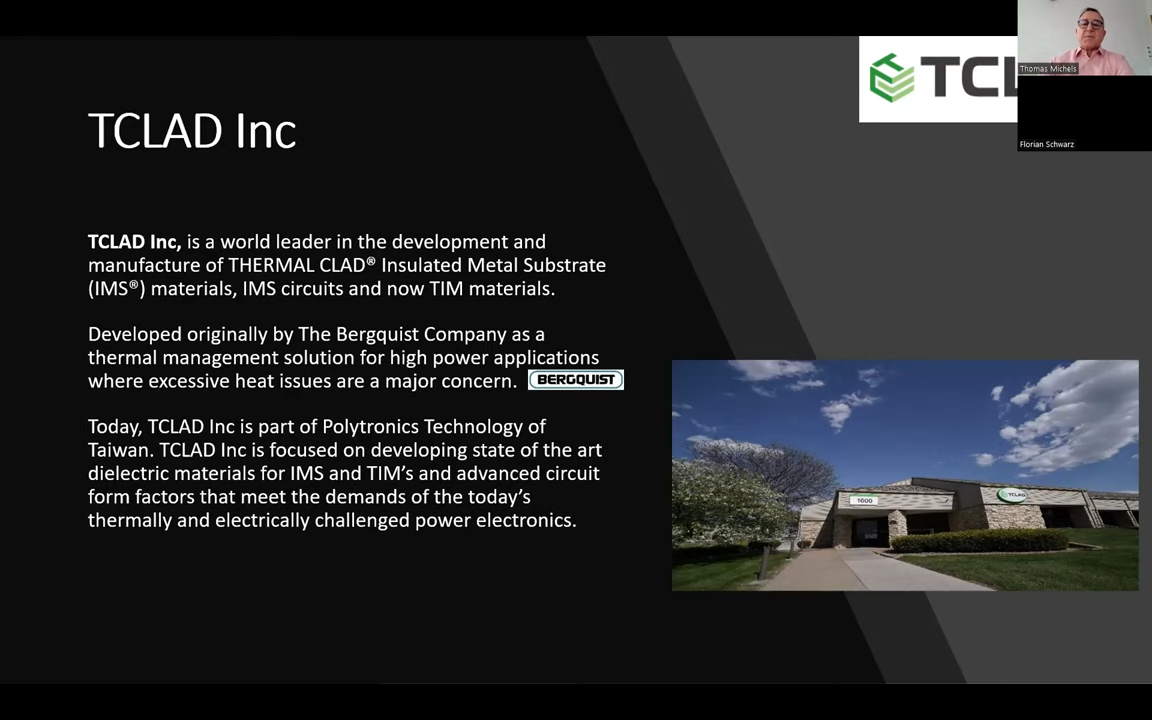 TCL
Thomas Michels
Florian Schwarz
TCLAD Inc
TCLAD Inc, is a world leader in the development and
manufacture of THERMAL CLAD® Insulated Metal Substrate
(IMS®) materials, IMS circuits and now TIM materials.
Developed originally by The Bergquist Company as a
thermal management solution for high power applications
where excessive heat issues are a major concern. BERGQUIST
Today, TCLAD Inc is part of Polytronics Technology of
Taiwan. TCLAD Inc is focused on developing state of the art
dielectric materials for IMS and TIM’s and advanced circuit
form factors that meet the demands of the today’s
thermally and electrically challenged power electronics.
1600
TCLAD